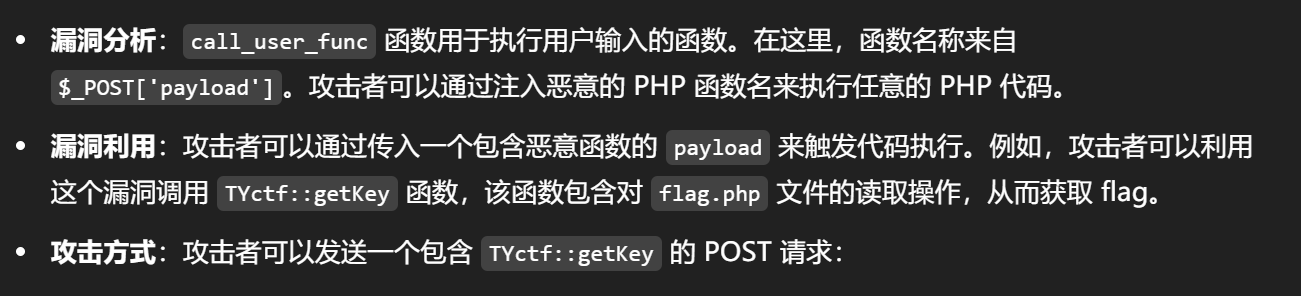 • 漏洞分析：call_user_func 函数用于执行用户输入的函数。在这里，函数名称来自
$_POST['payload']。攻击者可以通过注入恶意的 PHP 函数名来执行任意的 PHP 代码。
• 漏洞利用：攻击者可以通过传入一个包含恶意函数的 payload 来触发代码执行。例如，攻击者可以利用
这个漏洞调用 TYctf::getKey 函数，该函数包含对 flag.php 文件的读取操作，从而获取 flag。
• 攻击方式：攻击者可以发送一个包含 TYctf::getKey 的 POST 请求：